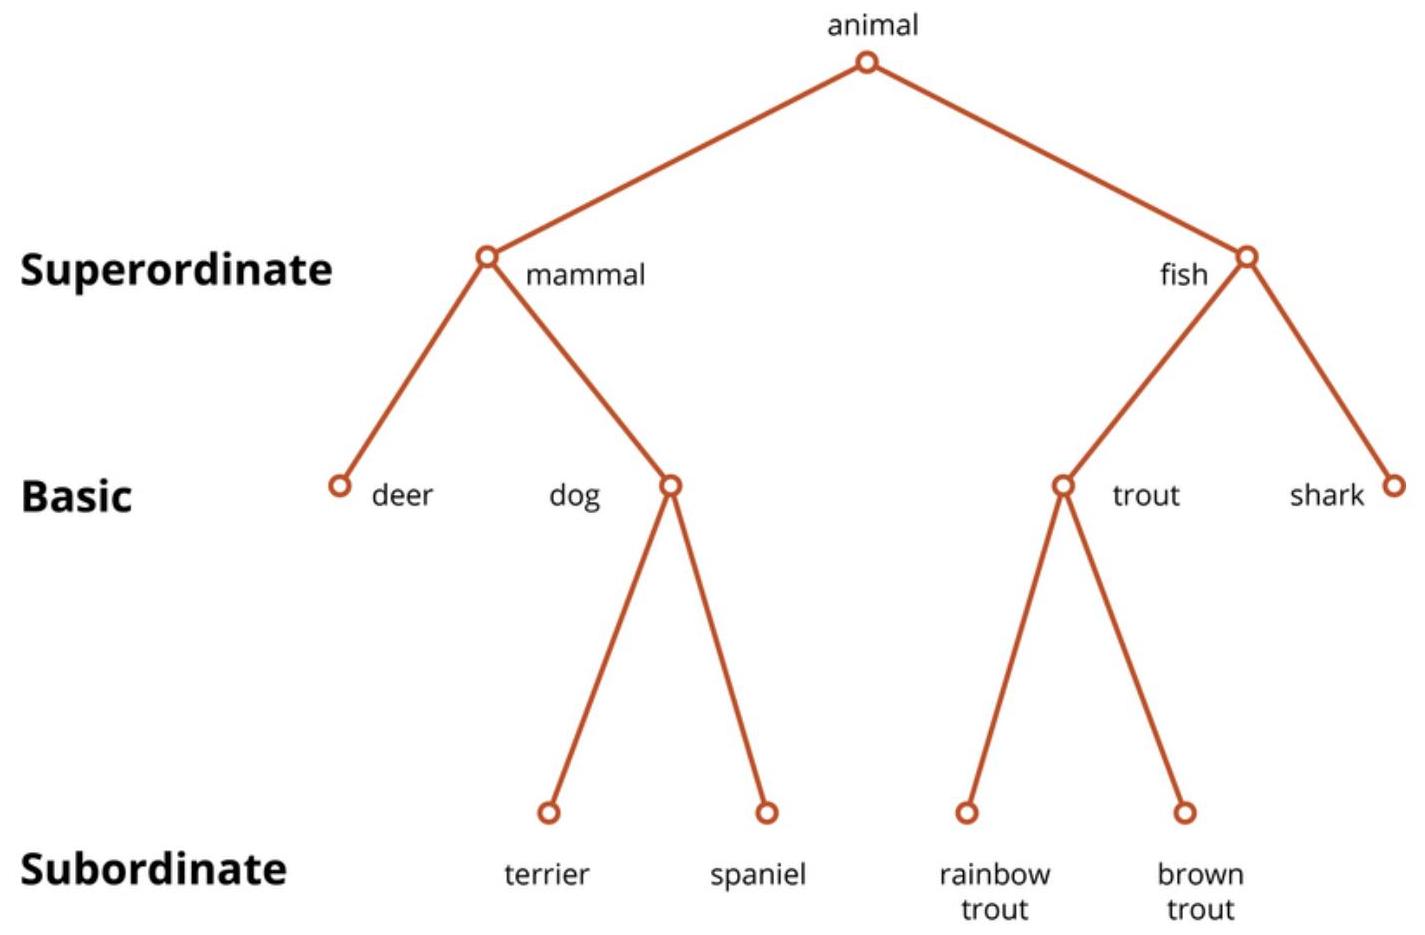 animal
Superordinate
mammal
fish
Basic
deer
dog
trout
shark
Subordinate
terrier
spaniel
rainbow
trout
brown
trout